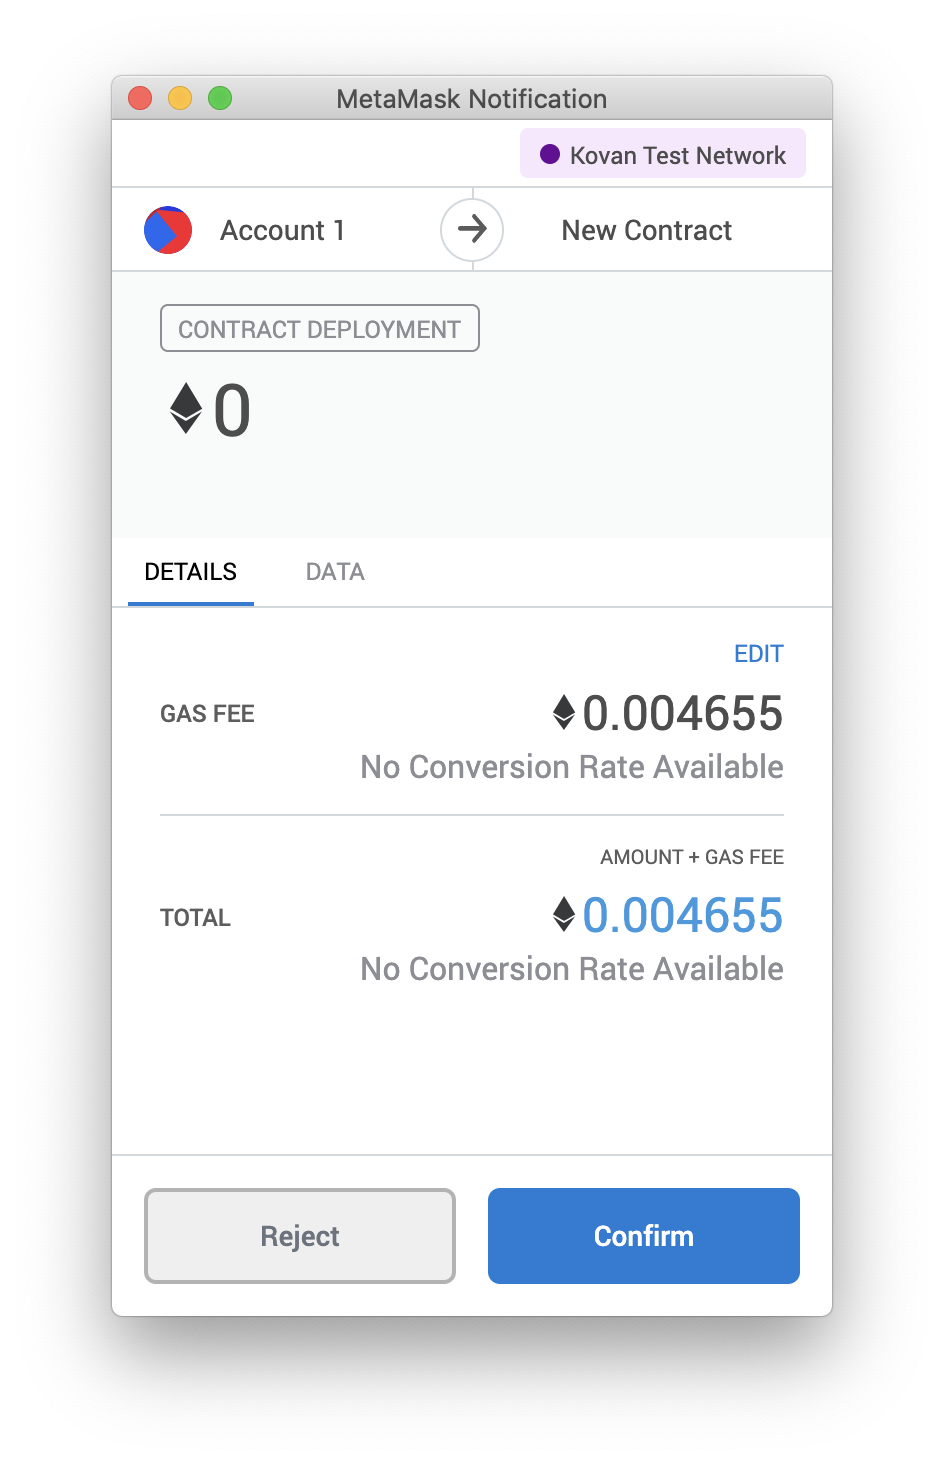 MetaMask Notification
Kovan Test Network
Account 1
New Contract
CONTRACT DEPLOYMENT
0
DETAILS
DATA
EDIT
GAS FEE
0.004655
No Conversion Rate Available
AMOUNT + GAS FEE
TOTAL
0.004655
No Conversion Rate Available
Reject
Confirm